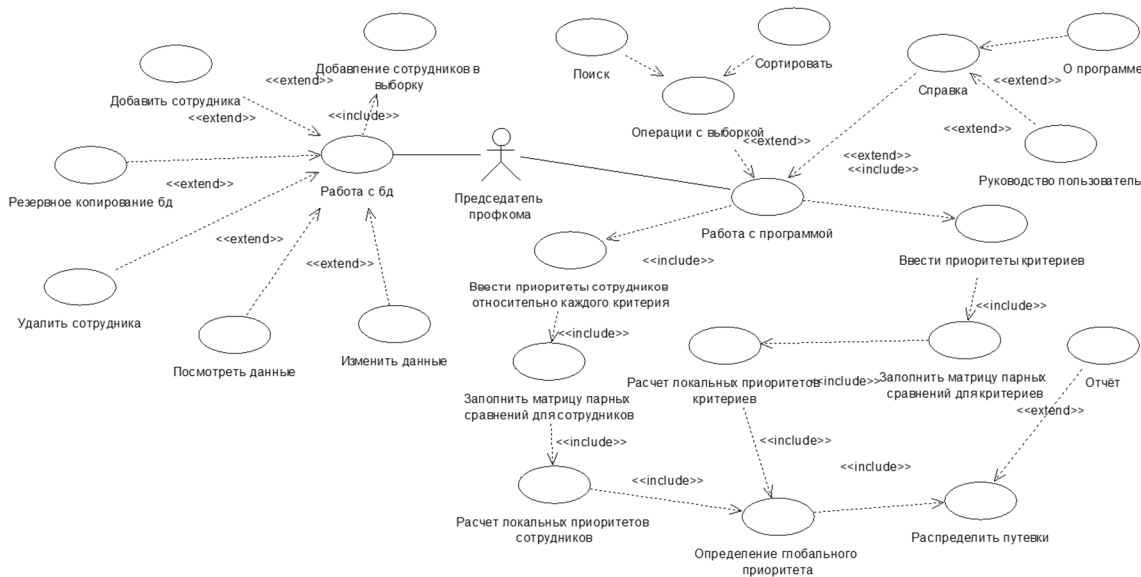 Добавить сотрудника
<<extend>>
Добавление сотрудников в
выборку
<<extend>>
<<include>>
Резервное копирование бд
<<extend>>
Работа с бд
Удалить сотрудника
<<extend>>
Посмотреть данные
<<extend>>
Изменить данные
Председатель
профкома
Поиск
Сортировать
Операции с выборкой
<<extend>>
Справка
О программе
<<extend>>
<<extend>>
Руководство пользователь
<<extend>>
<<include>>
Работа с программой
<<include>>
Ввести приоритеты сотрудников
относительно каждого критерия
Ввести приоритеты критериев
<<include>>
<<include>>
Заполнить матрицу парных
сравнений для сотрудников
Расчет локальных приоритетов
критериев
<<include>>
Заполнить матрицу парных
сравнений для критериев
Отчёт
<<extend>>
<<include>>
<<include>>
<<include>>
<<include>>
Расчет локальных приоритетов
сотрудников
Определение глобального
приоритета
Распределить путевки